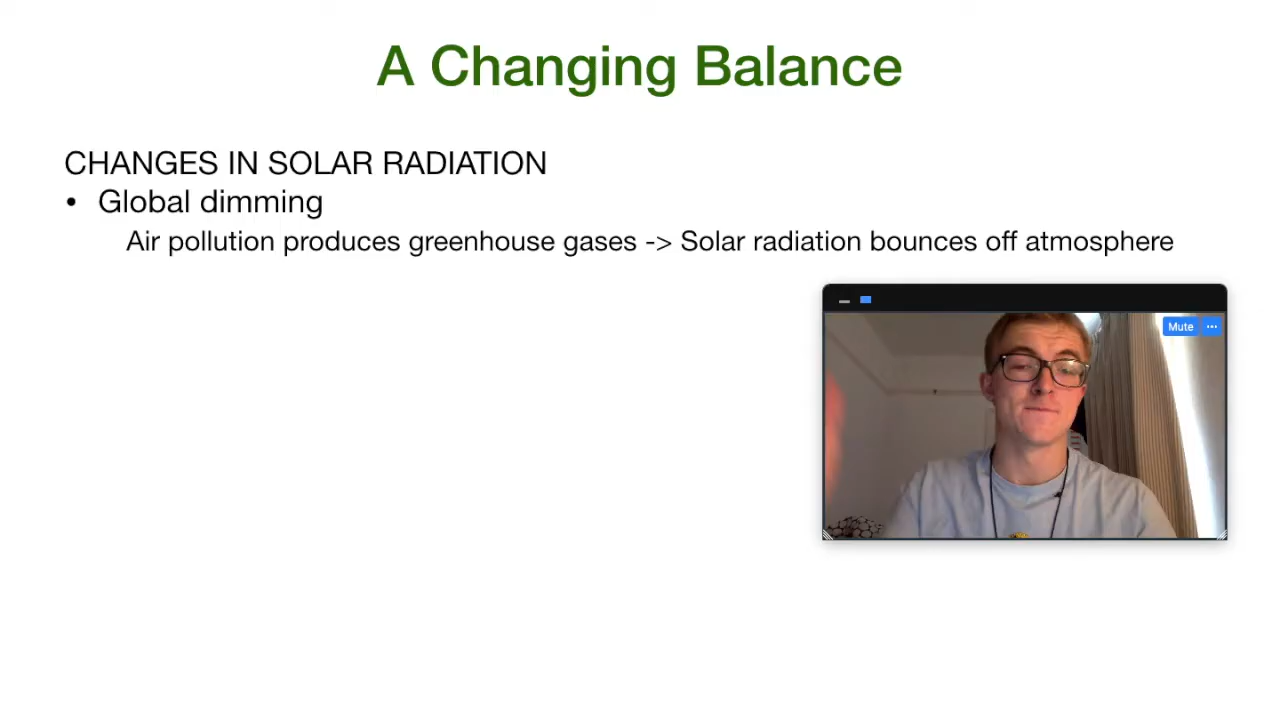 A Changing Balance
CHANGES IN SOLAR RADIATION
• Global dimming
Air pollution produces greenhouse gases -> Solar radiation bounces off atmosphere
Mute